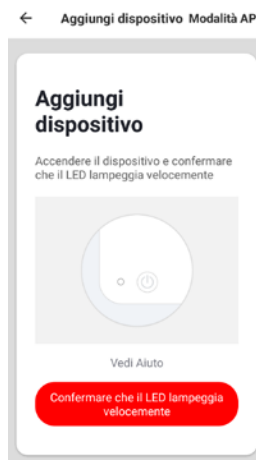 Aggiungi dispositivo Modalità AP
Aggiungi
dispositivo
Accendere il dispositivo e confermare
che il LED lampeggia velocemente
Vedi Aiuto
Confermare che il LED lampeggia
velocemente